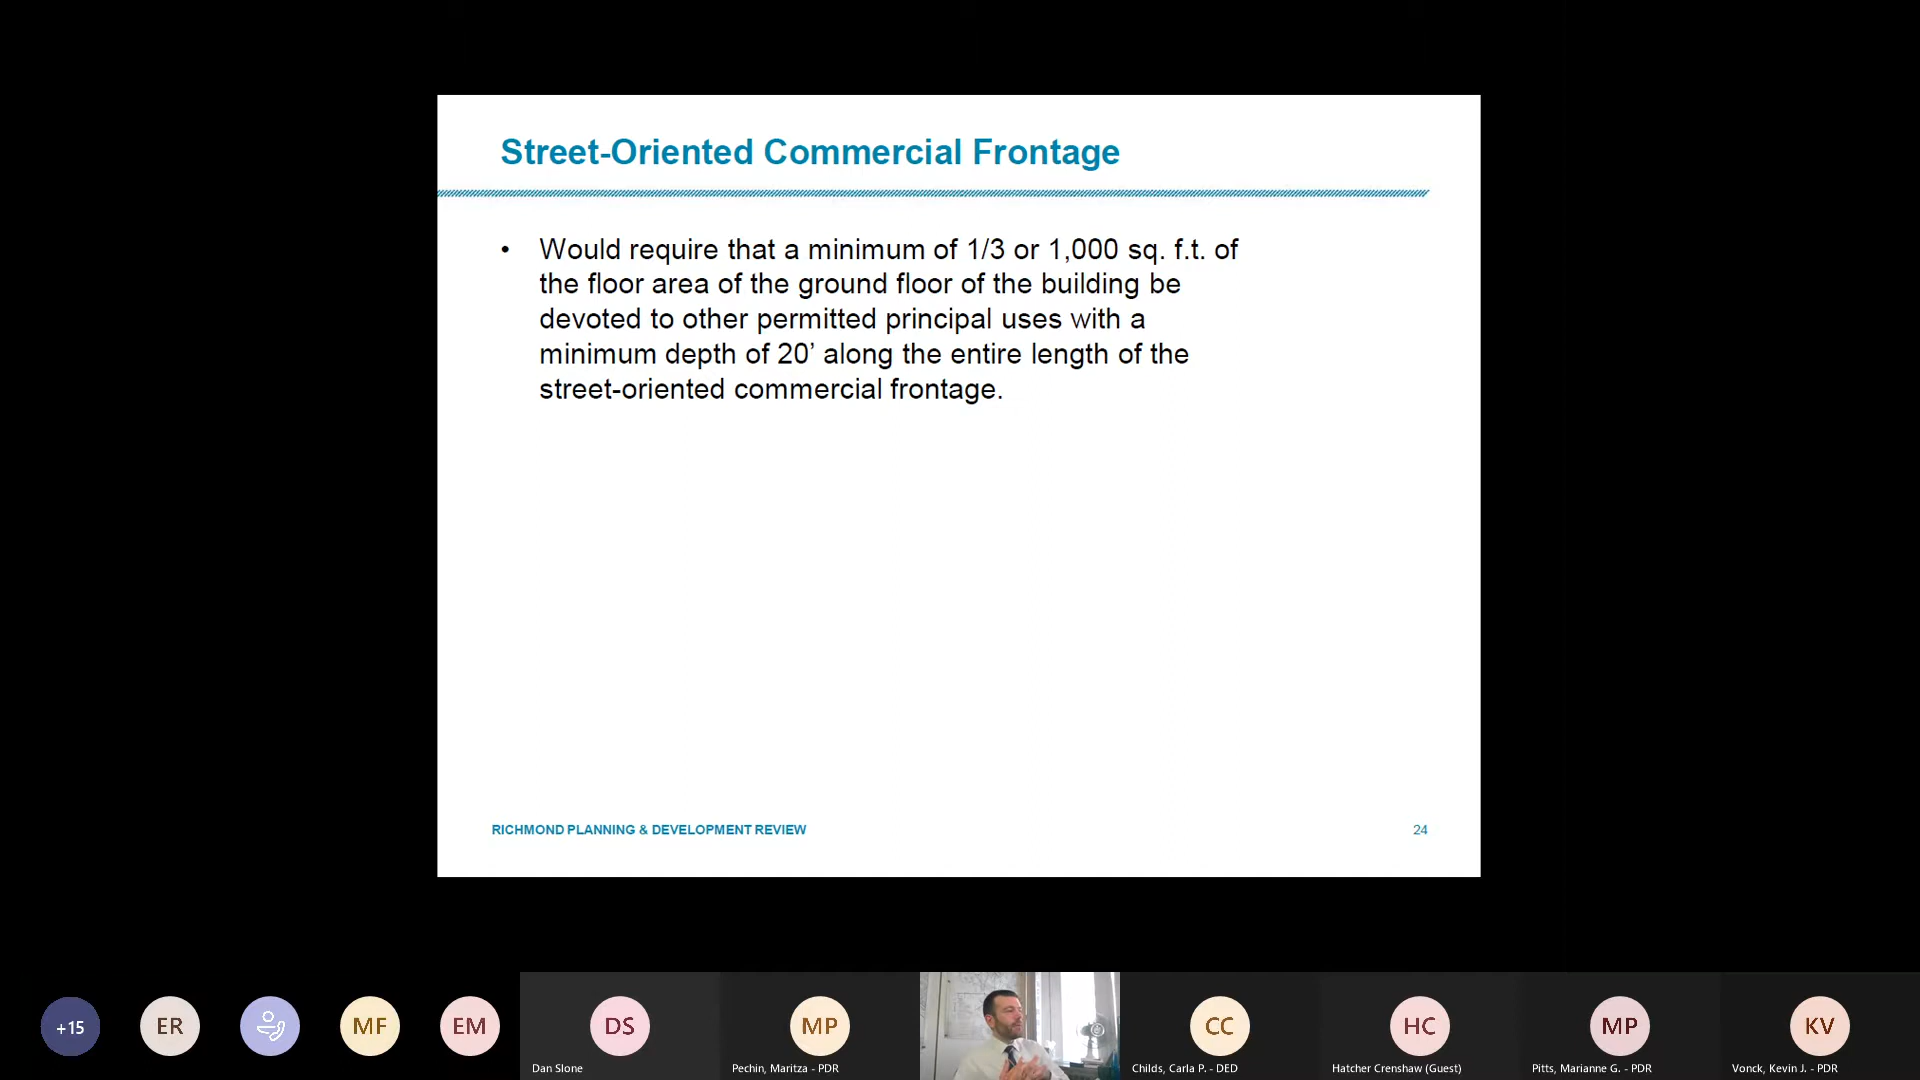 Street-Oriented Commercial Frontage
• Would require that a minimum of 1/3 or 1,000 sq. f.t. of
the floor area of the ground floor of the building be
devoted to other permitted principal uses with a
minimum depth of 20’ along the entire length of the
street-oriented commercial frontage.
RICHMOND PLANNING & DEVELOPMENT REVIEW
24
+15
ER
MF
EM
DS
MP
CC
HC
MP
KV
Dan Slone
Pechin, Maritza - PDR
Childs, Carla P. - DED
Hatcher Crenshaw (Guest)
Pitts, Marianne G. - PDR
Vonck, Kevin J. - PDR